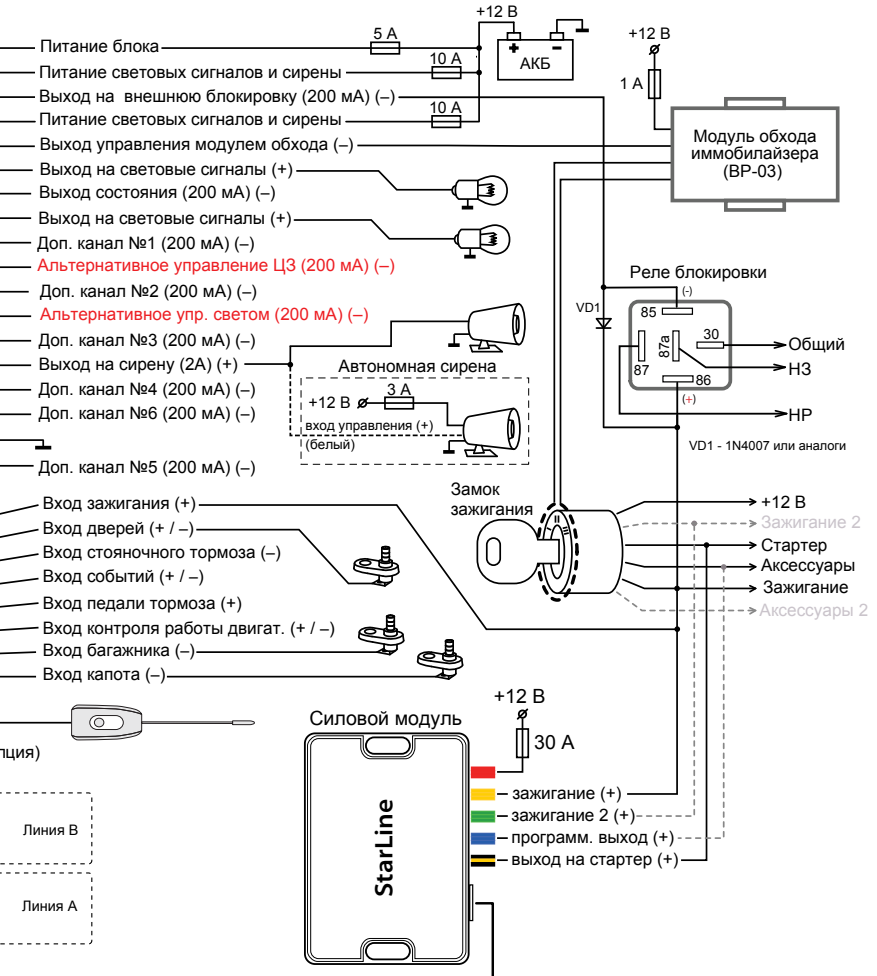 +12 В
5 А
Питание блока
АКБ
+ –
+12 В
10 А
Питание световых сигналов и сирены
1 А
Выход на внешнюю блокировку (200 мА) (–)
10 А
Питание световых сигналов и сирены
Модуль обхода
иммобилайзера
(BP-03)
Выход управления модулем обхода (–)
Выход на световые сигналы (+)
Выход состояния (200 мА) (–)
Выход на световые сигналы (+)
Доп. канал №1 (200 мА) (–)
Альтернативное управление ЦЗ (200 мА) (–)
Доп. канал №2 (200 мА) (–)
Альтернативное упр. светом (200 мА) (–)
Доп. канал №3 (200 мА) (–)
Выход на сирену (2А) (+)
Доп. канал №4 (200 мА) (–)
Доп. канал №6 (200 мА) (–)
Доп. канал №5 (200 мА) (–)
Реле блокировки
(-)
85
VD1
87
87а
30
86
(+)
Общий
НЗ
НР
VD1 - 1N4007 или аналоги
Автономная сирена
+12 В
3 А
вход управления (+)
(белый)
Вход зажигания (+)
Вход дверей (+ / –)
Вход стояночного тормоза (–)
Вход событий (+ / –)
Вход педали тормоза (+)
Вход контроля работы двигат. (+ / –)
Вход багажника (–)
Вход капота (–)
Замок
зажигания
I II III
+12 В
Зажигание 2
Стартер
Аксессуары
Зажигание
Аксессуары 2
пция)
Линия В
Линия А
Силовой модуль
+12 В
30 А
StarLine
зажигание (+)
зажигание 2 (+)
программ. выход (+)
выход на стартер (+)